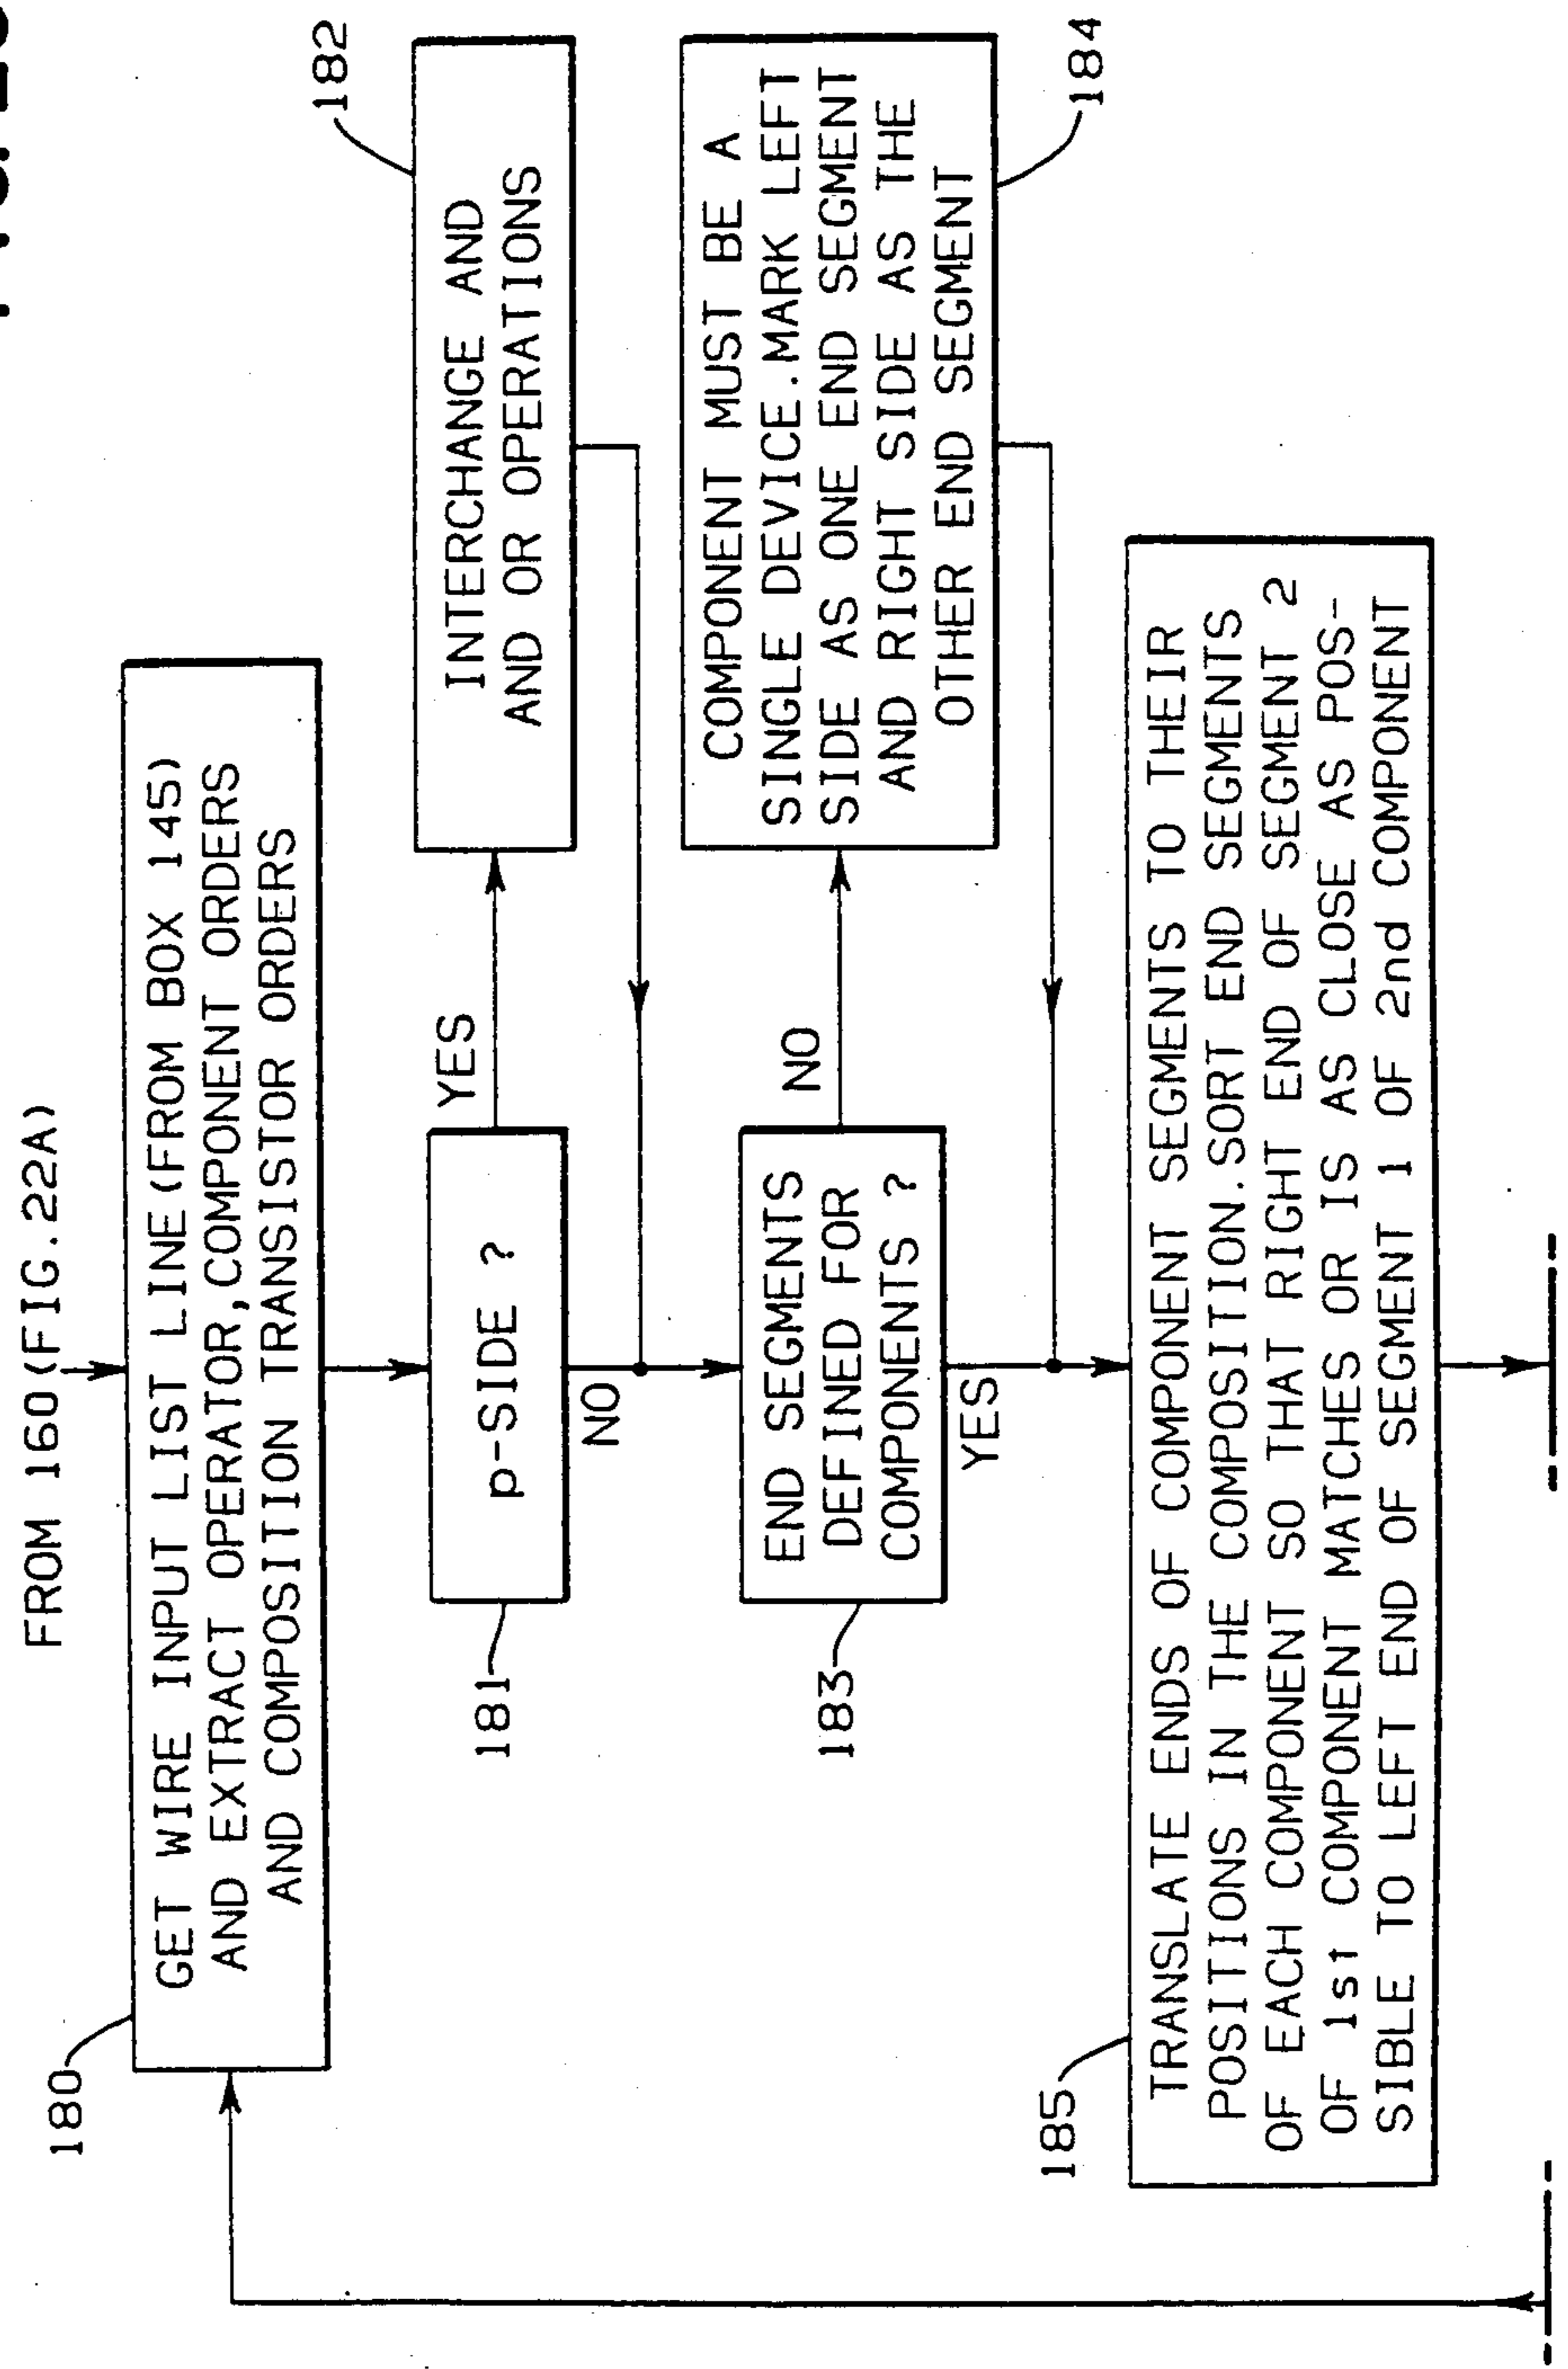 FROM 160(FIG.22A)
180
GET WIRE INPUT LIST LINE(FROM BOX 145)
AND EXTRACT OPERATOR,COMPONENT ORDERS
AND COMPOSITION TRANSISTOR ORDERS
181
p-SIDE ?
YES
NO
182
INTERCHANGE AND
AND OR OPERATIONS
183
END SEGMENTS
DEFINED FOR
COMPONENTS ?
NO
YES
COMPONENT MUST BE A
SINGLE DEVICE.MARK LEFT
SIDE AS ONE END SEGMENT
AND RIGHT SIDE AS THE
OTHER END SEGMENT
184
185
TRANSLATE ENDS OF COMPONENT SEGMENTS TO THEIR
POSITIONS IN THE COMPOSITION.SORT END SEGMENTS
OF EACH COMPONENT SO THAT RIGHT END OF SEGMENT 2
OF 1st COMPONENT MATCHES OR IS AS CLOSE AS POS-
SIBLE TO LEFT END OF SEGMENT 1 OF 2nd COMPONENT